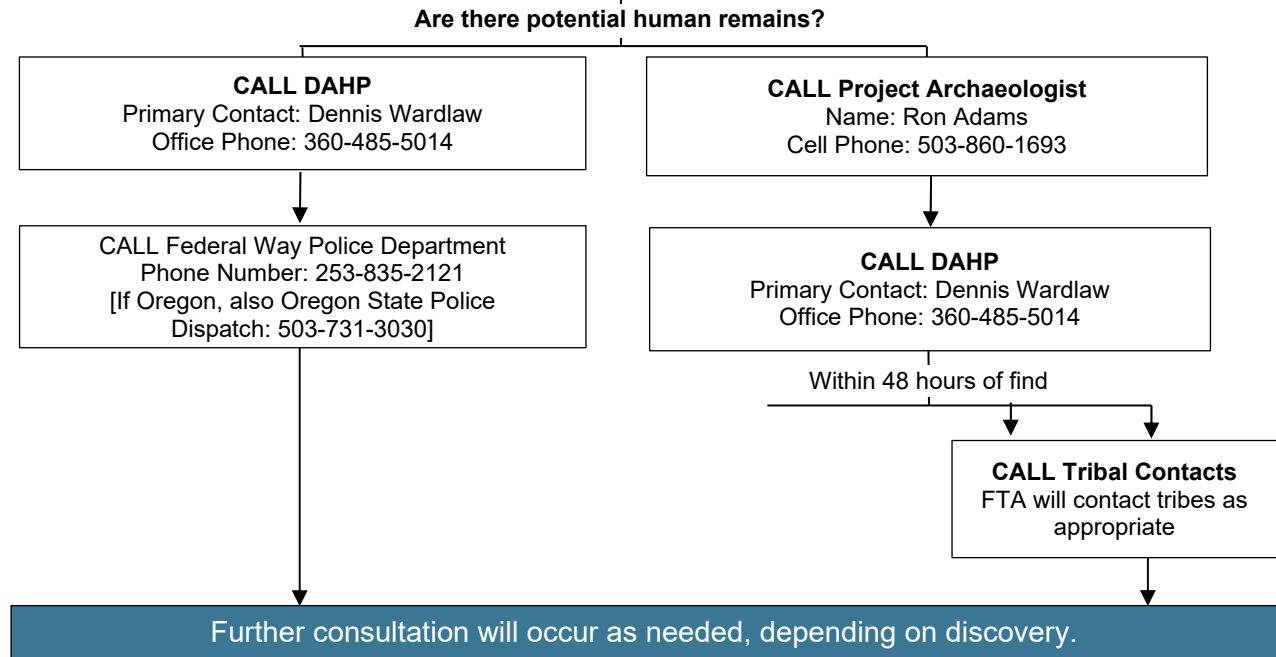 Are there potential human remains?
CALL DAHP
Primary Contact: Dennis Wardlaw
Office Phone: 360-485-5014
CALL Federal Way Police Department
Phone Number: 253-835-2121
[If Oregon, also Oregon State Police
Dispatch: 503-731-3030]
CALL Project Archaeologist
Name: Ron Adams
Cell Phone: 503-860-1693
CALL DAHP
Primary Contact: Dennis Wardlaw
Office Phone: 360-485-5014
Within 48 hours of find
CALL Tribal Contacts
FTA will contact tribes as
appropriate
Further consultation will occur as needed, depending on discovery.